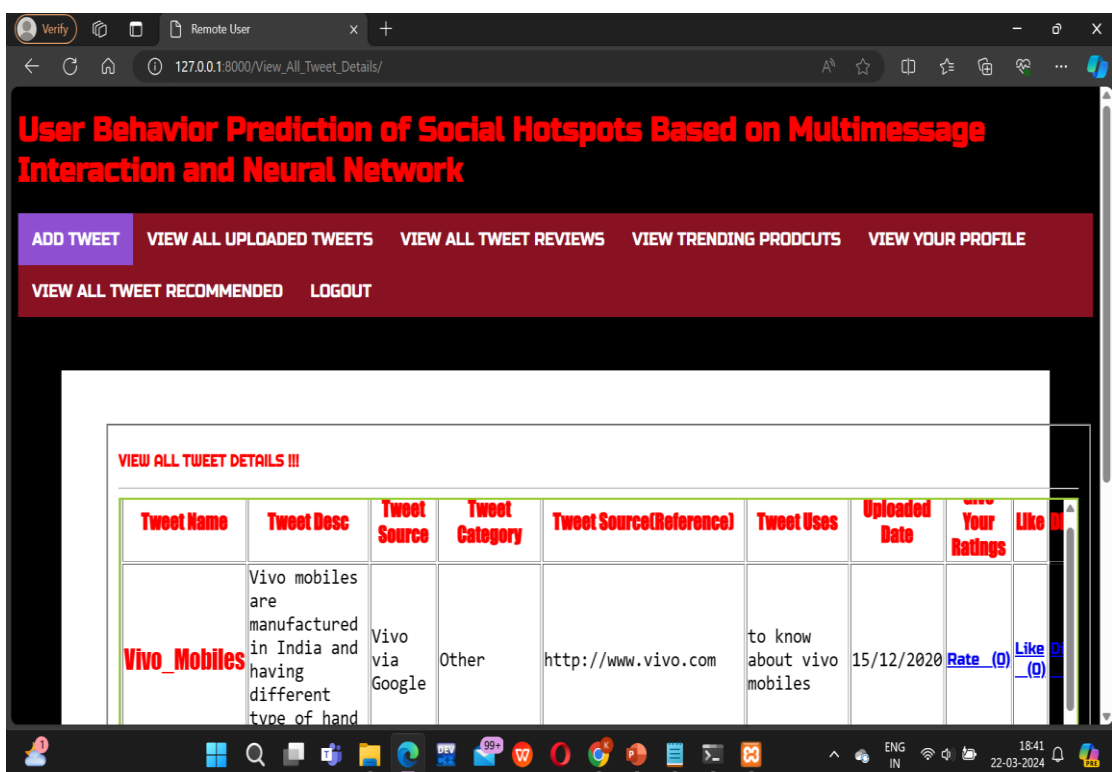 Verify
Remote User
127.0.0.1:8000/View_All_Tweet_Details/
User Behavior Prediction of Social Hotspots Based on Multimessage
Interaction and Neural Network
ADD TWEET VIEW ALL UPLOADED TWEETS VIEW ALL TWEET REVIEWS VIEW TRENDING PRODCUTS VIEW YOUR PROFILE
VIEW ALL TWEET RECOMMENDED LOGOUT
VIEW ALL TWEET DETAILS !!!
Tweet Name
Tweet Desc
Tweet
Source
Tweet
Category
Tweet Source(Reference)
Tweet Uses
Uploaded
Date
Give
Your
Ratings
Like
Vivo_Mobiles
Vivo mobiles
are
manufactured
in India and
having
different
type of hand
Vivo
via
Google
Other
http://www.vivo.com
to know
about vivo
mobiles
15/12/2020
Rate (0)
Like
(0)
1
DEV
99+
ENG
IN
18:41
22-03-2024
PRE